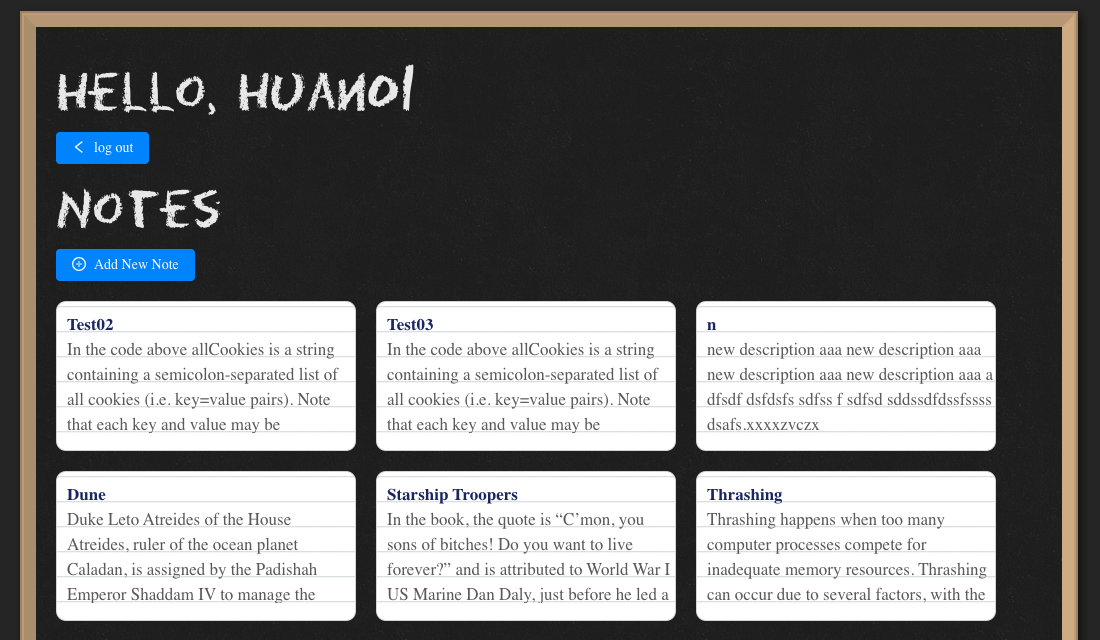 HELLO, HUAN01
log out
NOTES
Add New Note
Test02
In the code above allCookies is a string
containing a semicolon-separated list of
all cookies (i.e. key=value pairs). Note
that each key and value may be
Test03
In the code above allCookies is a string
containing a semicolon-separated list of
all cookies (i.e. key=value pairs). Note
that each key and value may be
n
new description aaa new description aaa
new description aaa new description aaa a
dfsdf dsfdsfs sdfss f sdfsd sddssdfdssfssss
dsafs.xxxxzvczx
Dune
Duke Leto Atreides of the House
Atreides, ruler of the ocean planet
Caladan, is assigned by the Padishah
Emperor Shaddam IV to manage the
Starship Troopers
In the book, the quote is “C’mon, you
sons of bitches! Do you want to live
forever?” and is attributed to World War I
US Marine Dan Daly, just before he led a
Thrashing
Thrashing happens when too many
computer processes compete for
inadequate memory resources. Thrashing
can occur due to several factors, with the